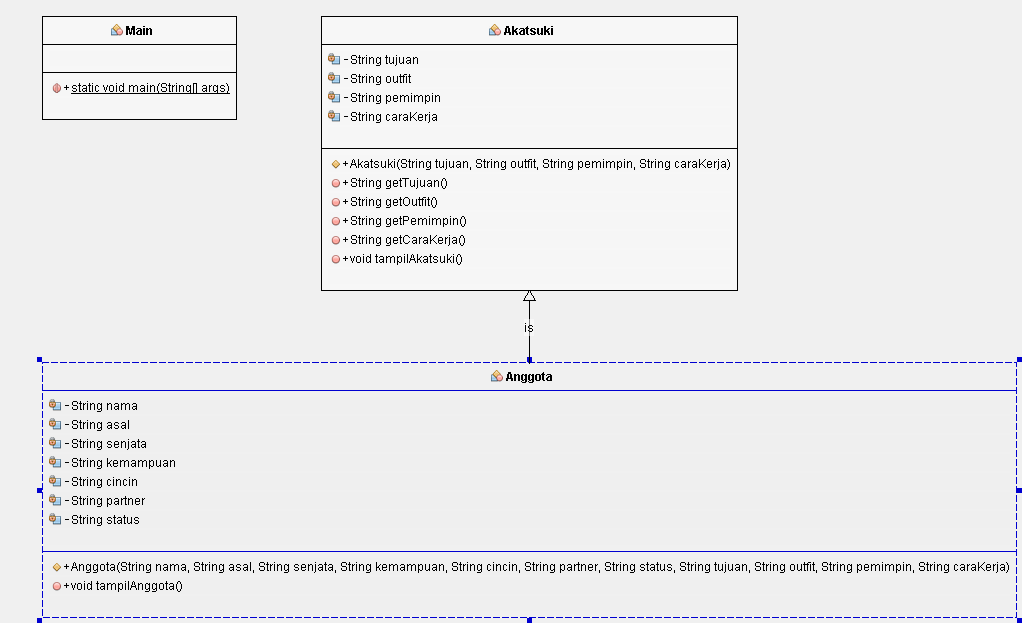 Main
+static void main(String[] args)
Akatsuki
-String tujuan
-String outfit
-String pemimpin
-String caraKerja
+Akatsuki(String tujuan, String outfit, String pemimpin, String caraKerja)
+String getTujuan()
+String getOutfit()
+String getPemimpin()
+String getCaraKerja()
+void tampilAkatsuki()
is
Anggota
-String nama
-String asal
-String senjata
-String kemampuan
-String cincin
-String partner
-String status
+Anggota(String nama, String asal, String senjata, String kemampuan, String cincin, String partner, String status, String tujuan, String outfit, String pemimpin, String caraKerja)
+void tampilAnggota()